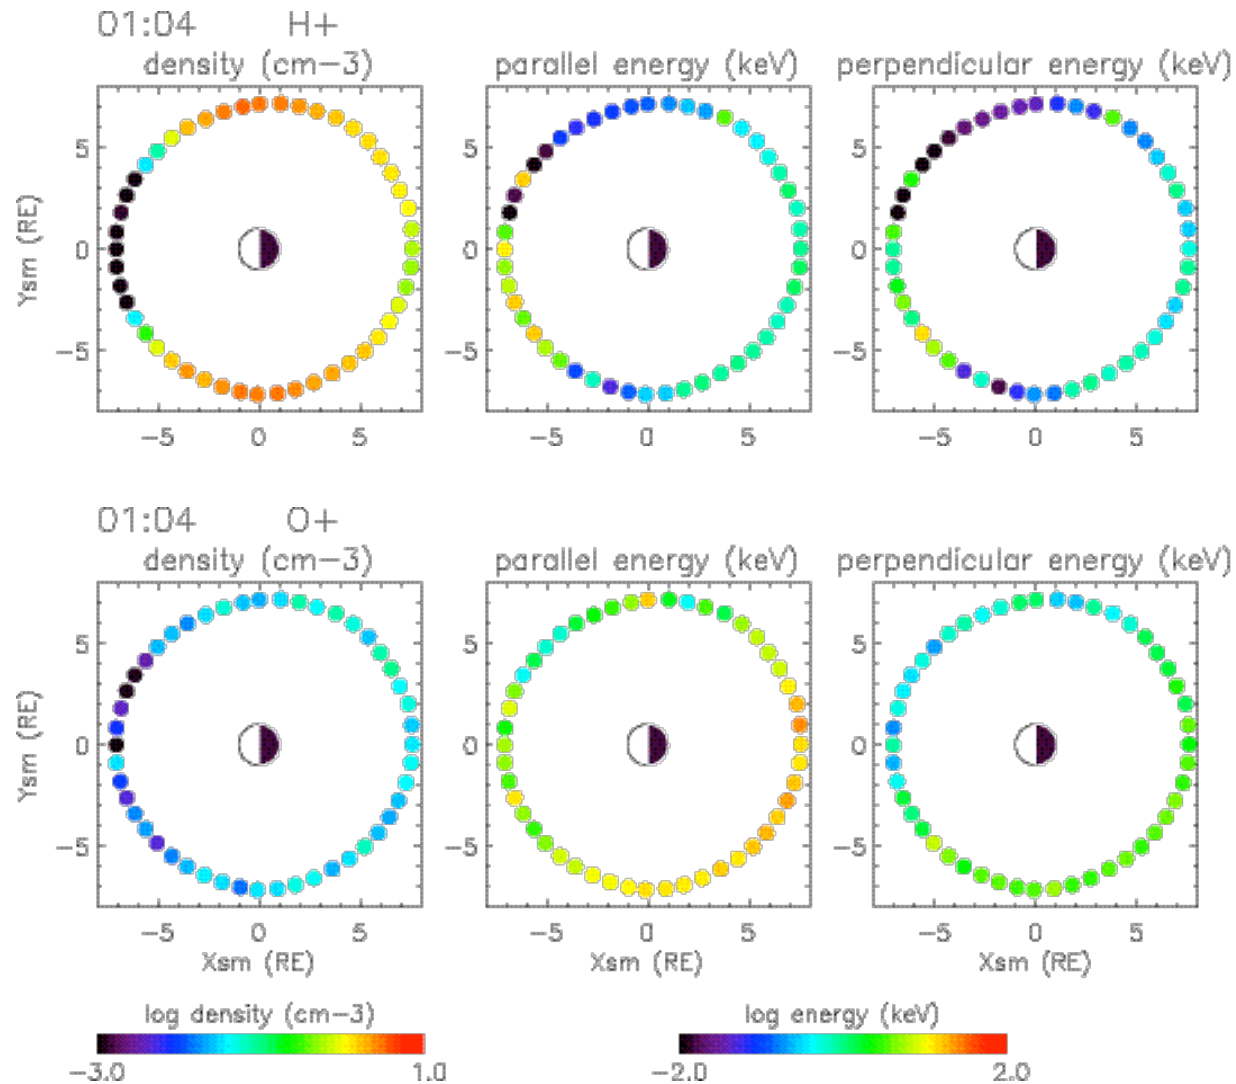 01:04 H+
density (cm-3) parallel energy (keV) perpendicular energy (keV)
Ysm (RE)
5 5 5
0 0 0
-5 -5 -5
-5 0 5 -5 0 5 -5 0 5
01:04 O+
density (cm-3) parallel energy (keV) perpendicular energy (keV)
Ysm (RE)
5 5 5
0 0 0
-5 -5 -5
-5 0 5 -5 0 5 -5 0 5
Xsm (RE) Xsm (RE) Xsm (RE)
log density (cm-3) log energy (keV)
-3.0 1.0 -2.0 2.0